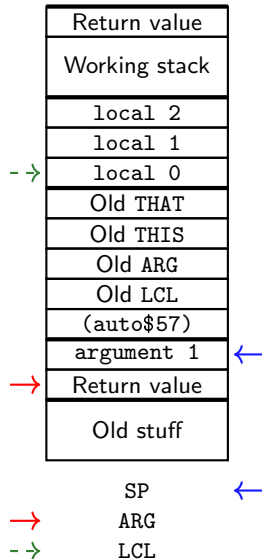 Return value
Working stack
local 2
local 1
local 0
Old THAT
Old THIS
Old ARG
Old LCL
(auto$57)
argument 1
Return value
Old stuff
SP
ARG
LCL